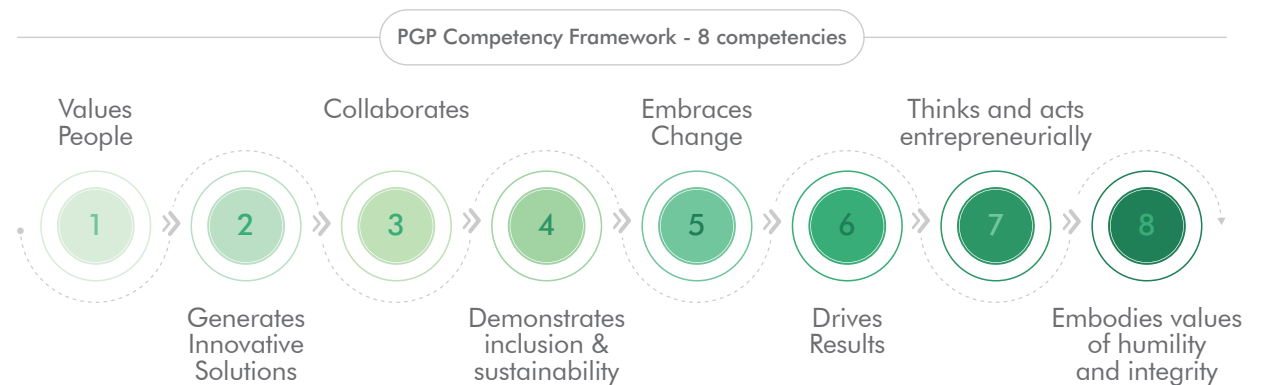 PGP Competency Framework - 8 competencies
Values
People
Collaborates
Embraces
Change
Thinks and acts
entrepreneurially
1
2
3
4
5
6
7
8
Generates
Innovative
Solutions
Demonstrates
inclusion &
sustainability
Drives
Results
Embodies values
of humility
and integrity